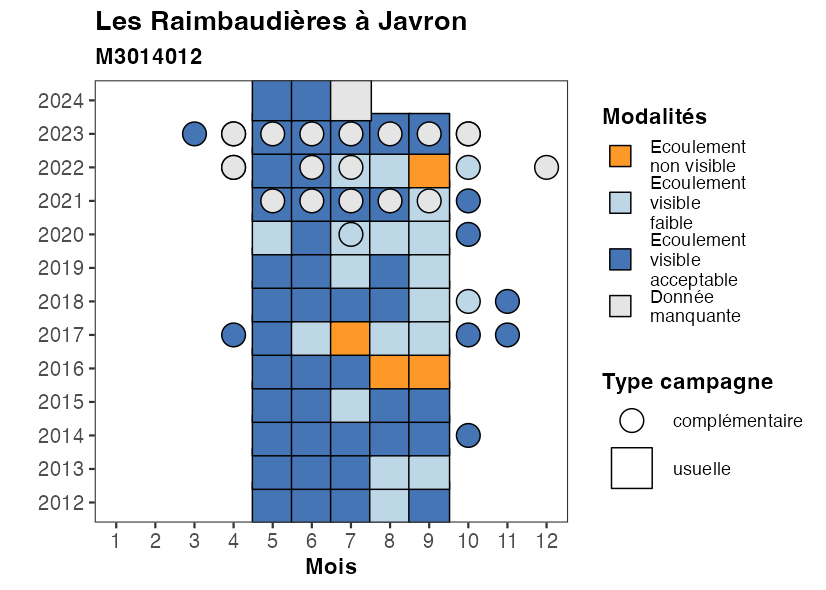 Les Raimbaudières à Javron
M3014012
2024
2023
2022
2021
2020
2019
2018
2017
2016
2015
2014
2013
2012
1 2 3 4 5 6 7 8 9 10 11 12
Mois
Modalités
Ecoulement
non visible
Ecoulement
visible
faible
Ecoulement
visible
acceptable
Donnée
manquante
Type campagne
complémentaire
usuelle